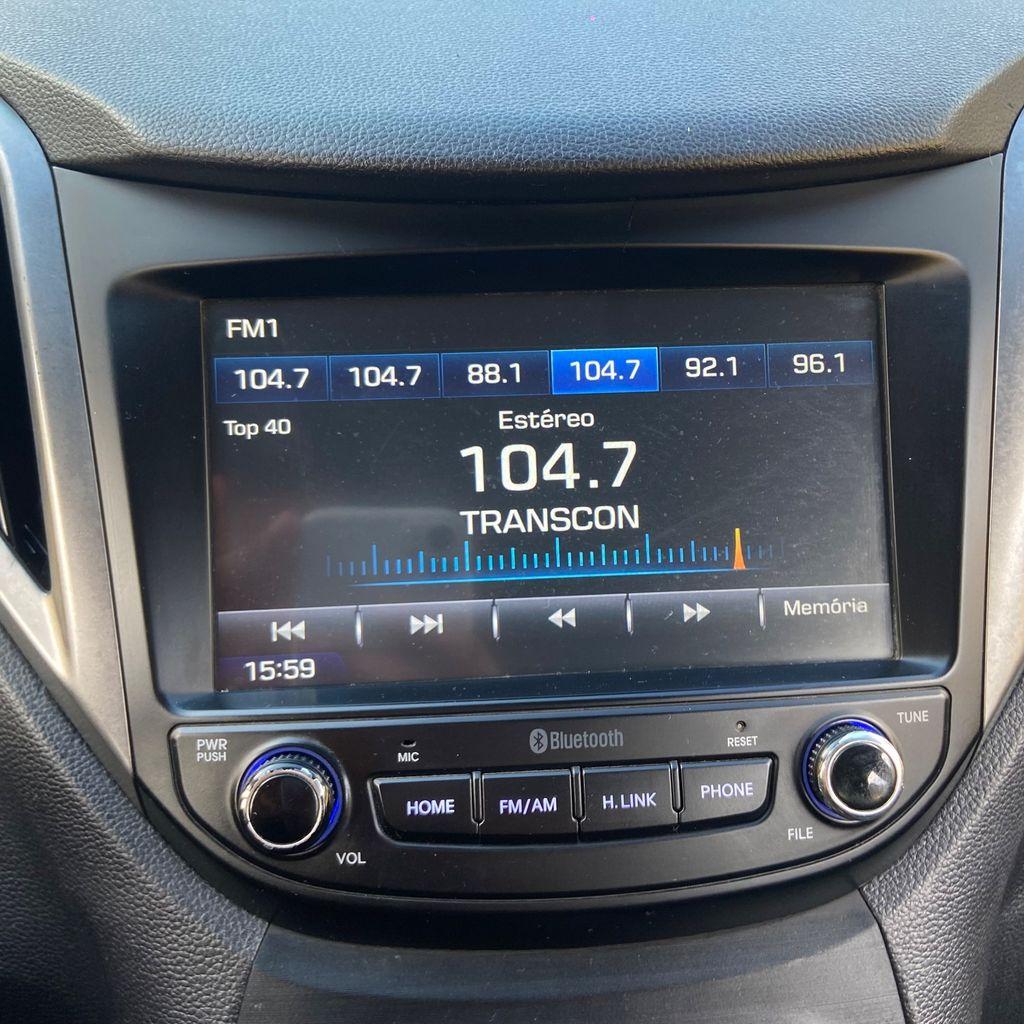 FM1
104.7 104.7 88.1 104.7 92.1 96.1
Top 40
Estéreo
104.7
TRANSCON
Memória
15:59
PWR
PUSH
MIC
Bluetooth
RESET
TUNE
HOME FM/AM H.LINK PHONE
VOL
FILE